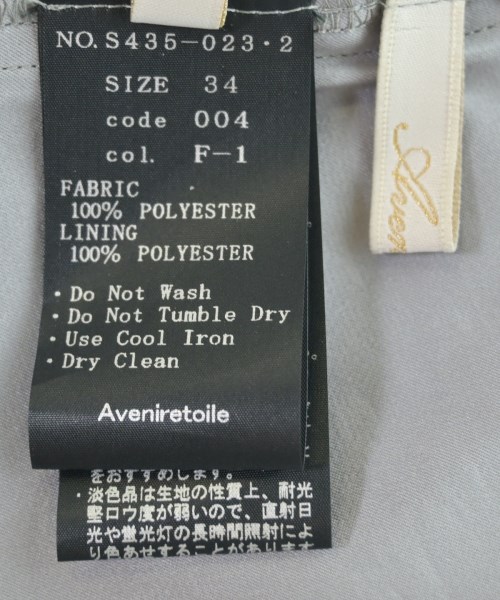 NO. S435-023・2
SIZE 34
code 004
col. F-1
FABRIC
100% POLYESTER
LINING
100% POLYESTER
・Do Not Wash
・Do Not Tumble Dry
・Use Cool Iron
・Dry Clean
Aveniretoile
をおすすめします。
・淡色品は生地の性質上、耐光
堅ロウ度が弱いので、直射日
光や蛍光灯の長時間照射によ
り色あせすることがあります
Aven